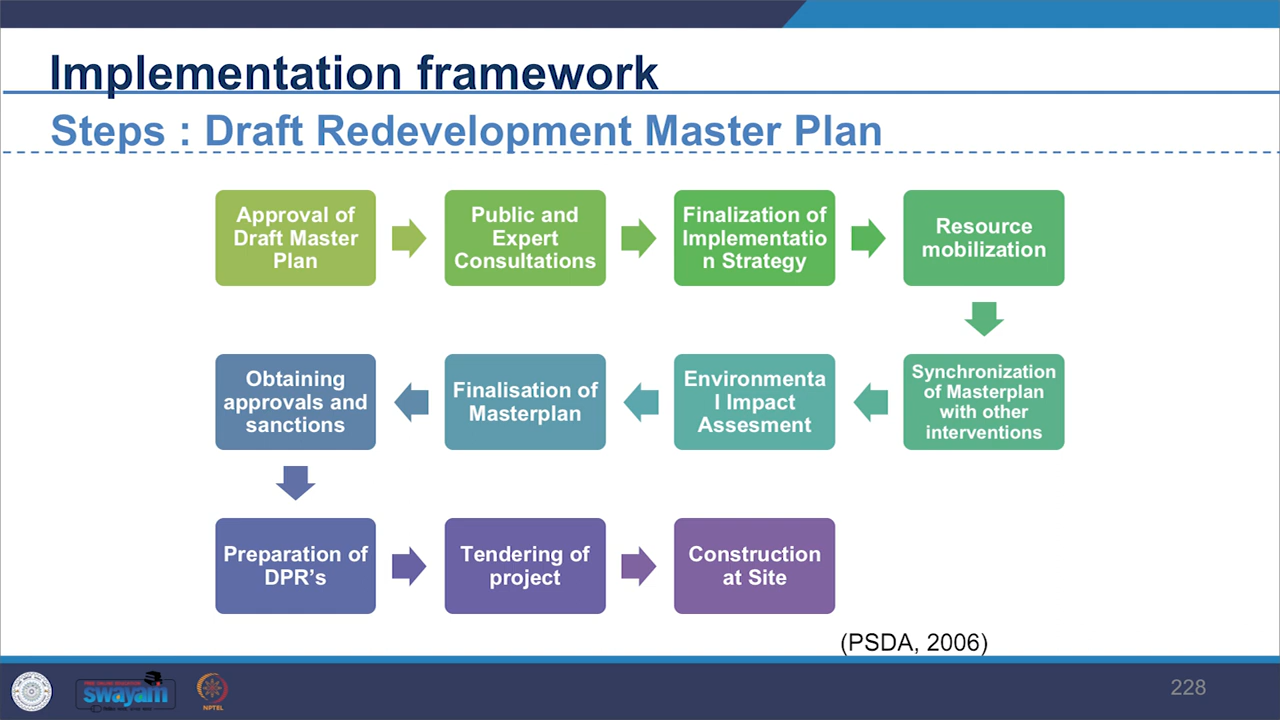 Implementation framework
Steps : Draft Redevelopment Master Plan
Approval of
Draft Master
Plan
Public and
Expert
Consultations
Finalization of
Implementatio
n Strategy
Resource
mobilization
Synchronization
of Masterplan
with other
interventions
Environmenta
l Impact
Assesment
Finalisation of
Masterplan
Obtaining
approvals and
sanctions
Preparation of
DPR's
Tendering of
project
Construction
at Site
(PSDA, 2006)
swayam
NPTEL
228